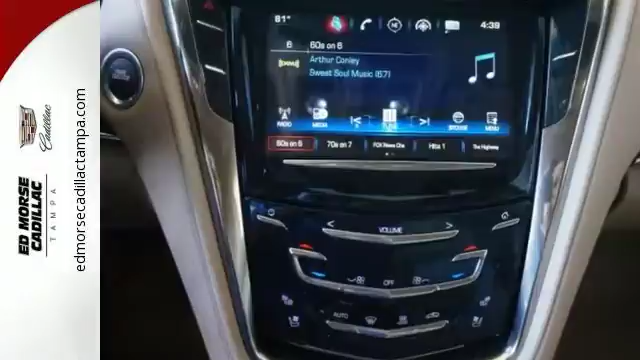 ED MORSE
CADILLAC
TAMPA
Cadillac
edmorsecadillactampa.com
81° 4:39
6 60s on 6
Arthur Conley
Sweet Soul Music (67)
RADIO MEDIA BROWSE MENU
60s on 6 70s on 7 FOX News Cha Hits 1 The Highway
< VOLUME >
OFF
AUTO